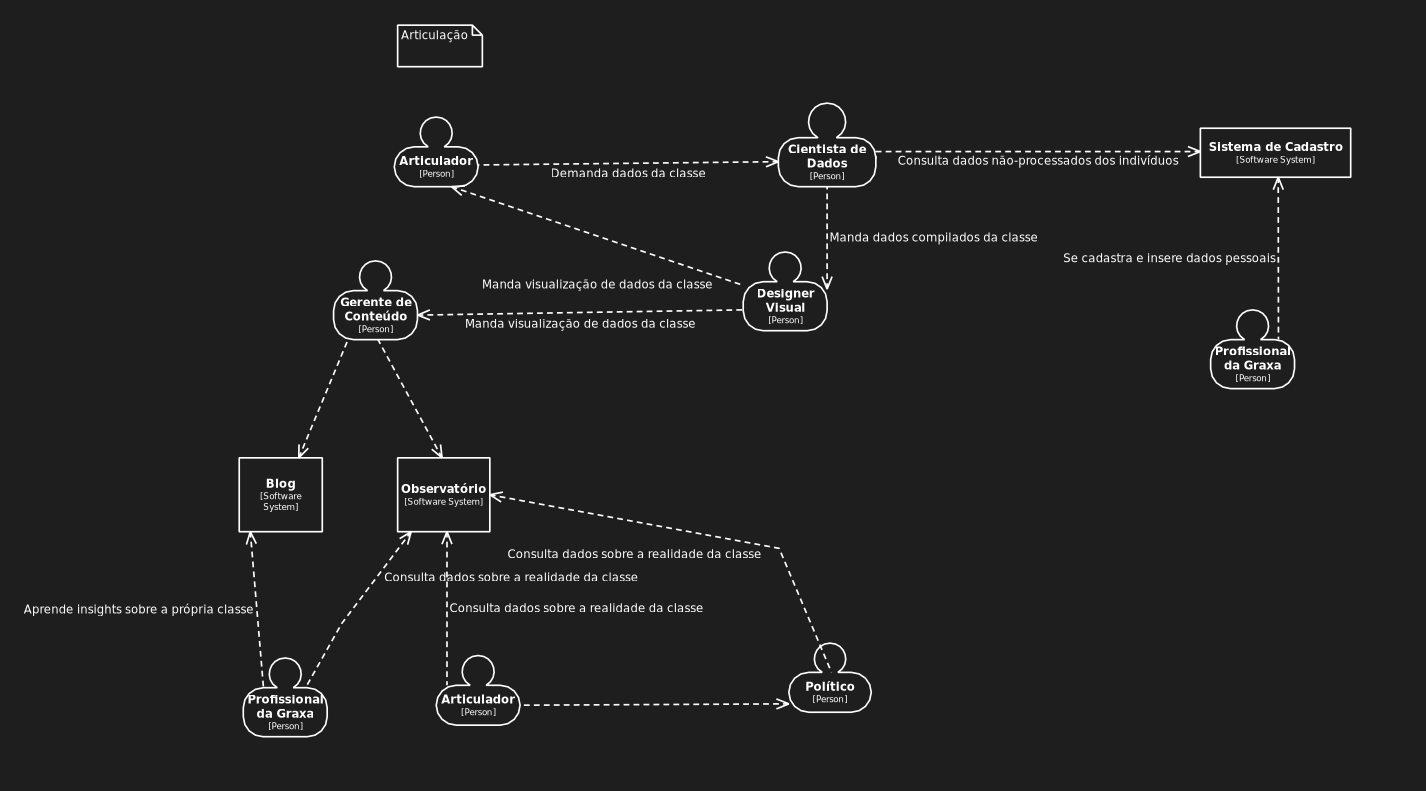 Articulação
Articulador
[Person]
Demanda dados da classe
Cientista de
Dados
[Person]
Consulta dados não-processados dos indivíduos
Sistema de Cadastro
[Software System]
Manda dados compilados da classe
Se cadastra e insere dados pessoais
Manda visualização de dados da classe
Designer
Visual
[Person]
Gerente de
Conteúdo
[Person]
Manda visualização de dados da classe
Profissional
da Graxa
[Person]
Blog
[Software
System]
Observatório
[Software System]
Consulta dados sobre a realidade da classe
Consulta dados sobre a realidade da classe
Aprende insights sobre a própria classe
Consulta dados sobre a realidade da classe
Profissional
da Graxa
[Person]
Articulador
[Person]
Político
[Person]